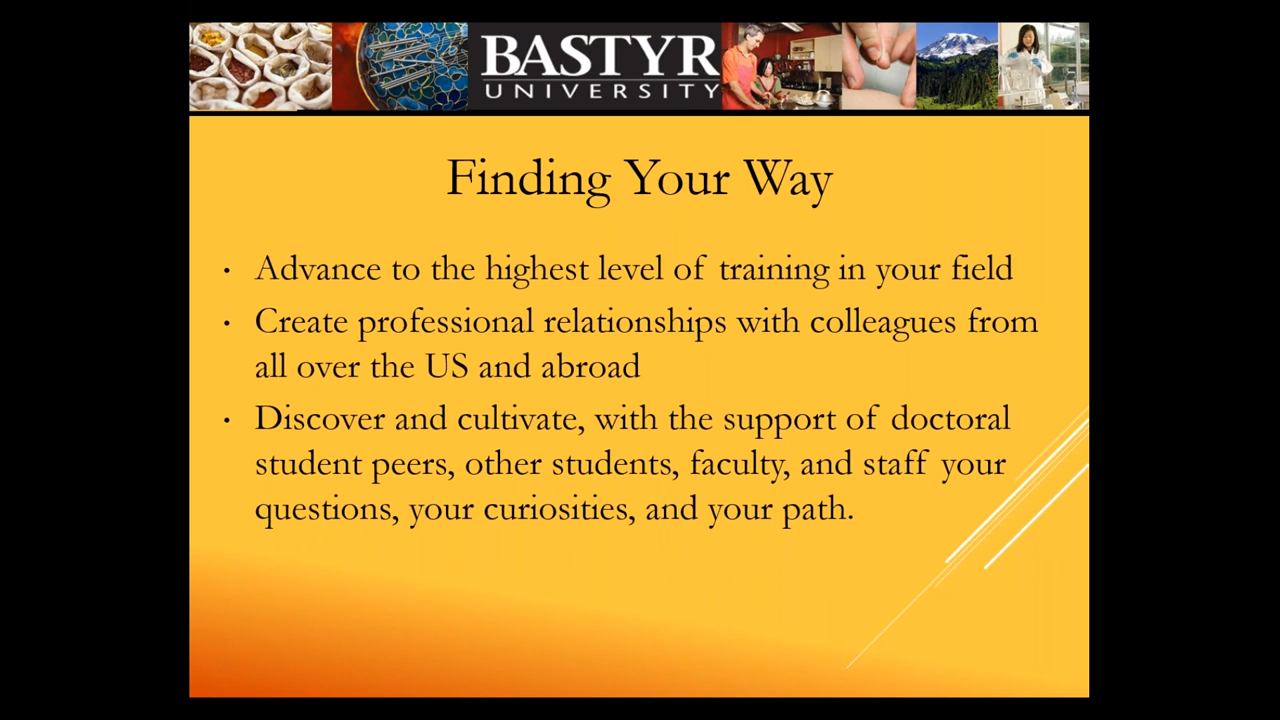 BASTYR
UNIVERSITY
Finding Your Way
• Advance to the highest level of training in your field
• Create professional relationships with colleagues from
all over the US and abroad
• Discover and cultivate, with the support of doctoral
student peers, other students, faculty, and staff your
questions, your curiosities, and your path.